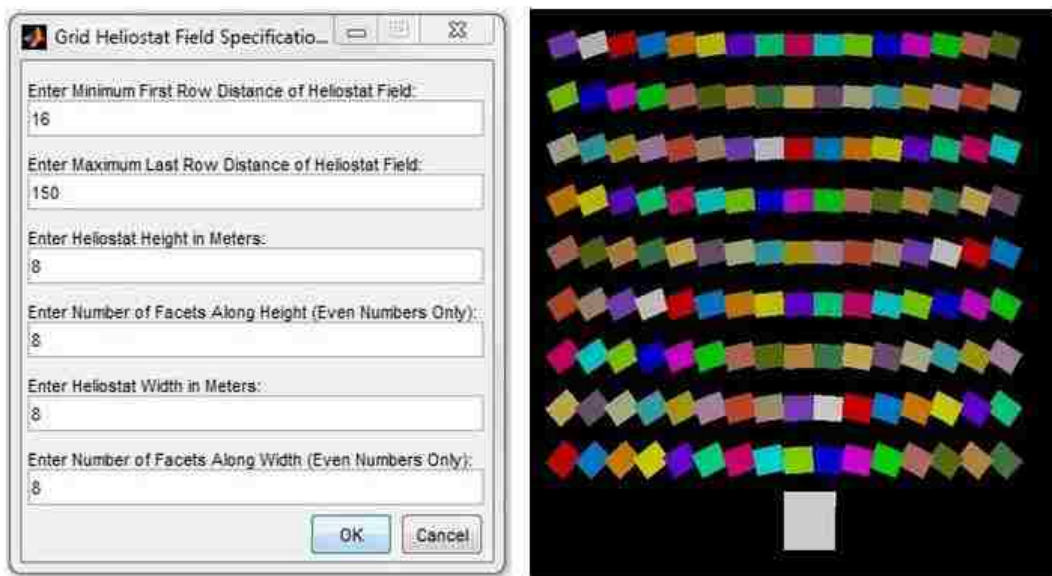 Grid Heliostat Field Specificatio...
Enter Minimum First Row Distance of Heliostat Field:
16
Enter Maximum Last Row Distance of Heliostat Field:
150
Enter Heliostat Height in Meters:
8
Enter Number of Facets Along Height (Even Numbers Only):
8
Enter Heliostat Width in Meters:
8
Enter Number of Facets Along Width (Even Numbers Only):
8
OK Cancel